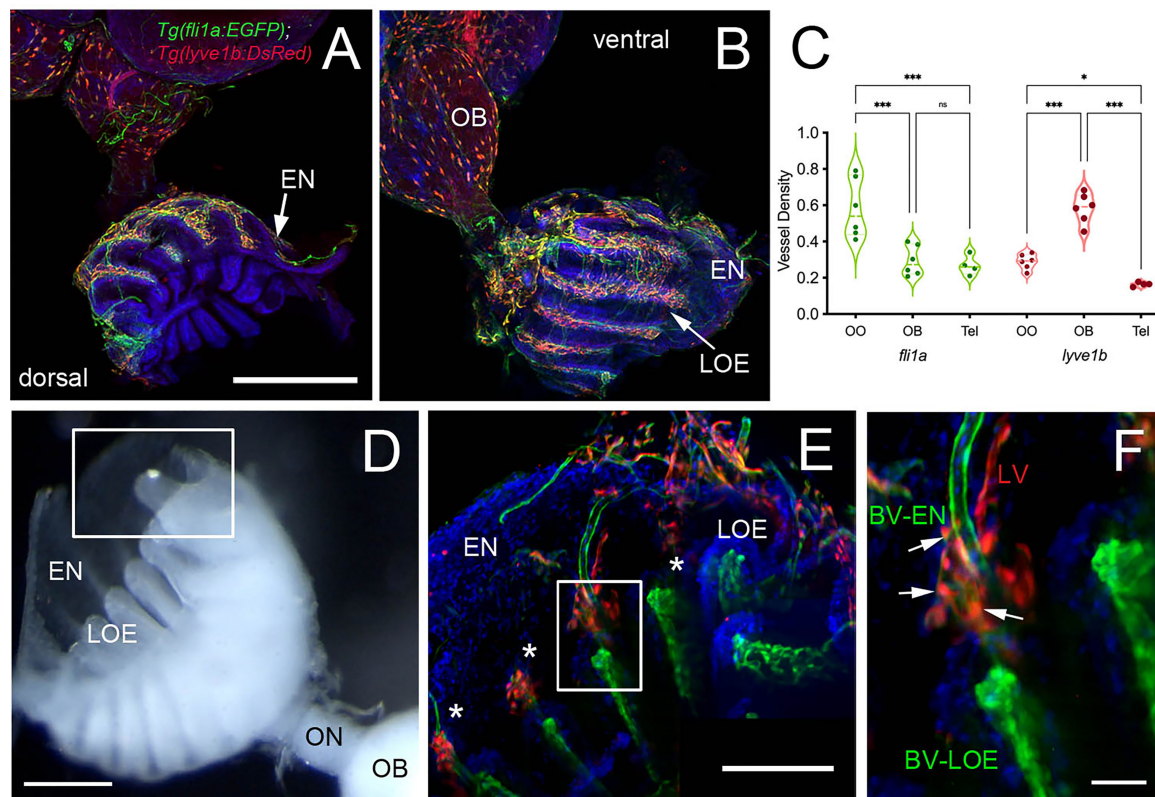 Tg(fli1a:EGFP);
Tg(lyve1b:DsRed)
A
EN
dorsal
B
ventral
OB
EN
LOE
C
***
***
ns
*
***
***
Vessel Density
1.0
0.8
0.6
0.4
0.2
0.0
OO OB Tel OO OB Tel
fli1a lyve1b
D
EN
LOE
ON
OB
E
EN
LOE
*
*
*
F
LV
BV-EN
BV-LOE